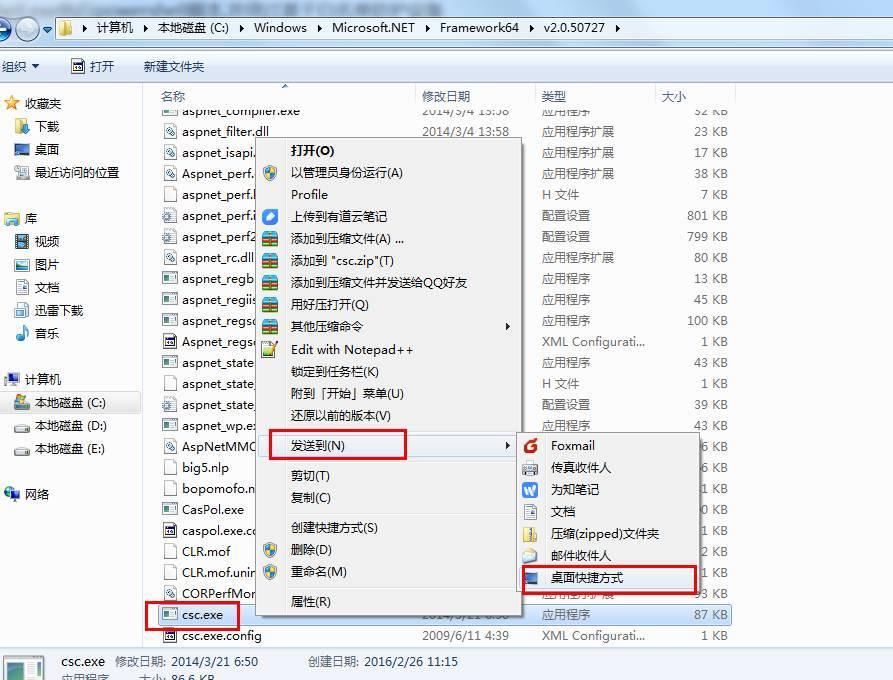 计算机 本地磁盘 (C:) Windows Microsoft.NET Framework64 v2.0.50727
组织 打开 新建文件夹
名称 修改日期 类型 大小
收藏夹
下载
桌面
最近访问的位置
库
视频
图片
文档
迅雷下载
音乐
计算机
本地磁盘 (C:)
本地磁盘 (D:)
本地磁盘 (E:)
网络
aspnet_compiler.exe 2014/3/4 13:58 应用程序 32 KB
aspnet_filter.dll 2014/3/4 13:58 应用程序扩展 23 KB
aspnet_isapi. 应用程序扩展 17 KB
Aspnet_perf. 应用程序扩展 38 KB
aspnet_perf. H 文件 7 KB
aspnet_perf.i 配置设置 801 KB
aspnet_perf2 配置设置 799 KB
aspnet_rc.dll 应用程序扩展 80 KB
aspnet_regb 应用程序 13 KB
aspnet_regiis 应用程序 45 KB
aspnet_regsc 应用程序 100 KB
Aspnet_regsc XML Configurati... 1 KB
aspnet_state 应用程序 43 KB
aspnet_state_ H 文件 1 KB
aspnet_state_ 配置设置 39 KB
aspnet_wp.ex 应用程序 43 KB
AspNetMMC
big5.nlp
bopomofo.n
CasPol.exe
caspol.exe.co
CLR.mof
CLR.mof.unin
CORPerfMor 应用程序扩展 93 KB
csc.exe 2014/3/21 6:50 应用程序 87 KB
csc.exe.config 2009/6/11 4:39 XML Configurati... 1 KB
打开(O)
以管理员身份运行(A)
Profile
上传到有道云笔记
添加到压缩文件(A) ...
添加到 "csc.zip"(T)
添加到压缩文件并发送给QQ好友
用好压打开(Q)
其他压缩命令
Edit with Notepad++
锁定到任务栏(K)
附到「开始」菜单(U)
还原以前的版本(V)
发送到(N)
剪切(T)
复制(C)
创建快捷方式(S)
删除(D)
重命名(M)
属性(R)
Foxmail
传真收件人
为知笔记
文档
压缩(zipped)文件夹
邮件收件人
桌面快捷方式
csc.exe 修改日期: 2014/3/21 6:50 创建日期: 2016/2/26 11:15
应用程序 大小: 86.6 KB